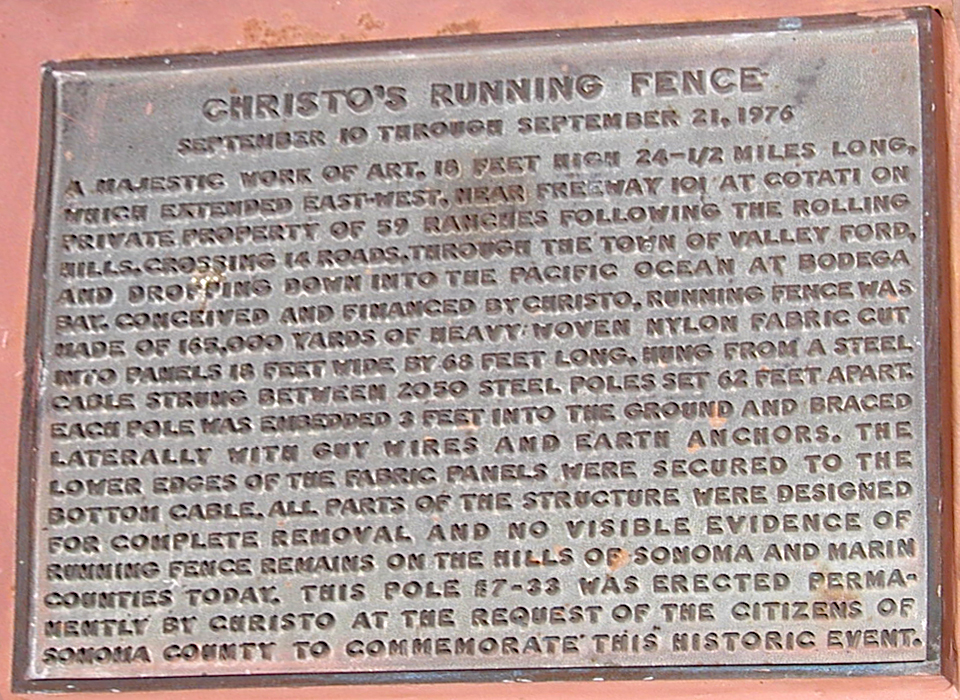 CHRISTO'S RUNNING FENCE
SEPTEMBER 10 THROUGH SEPTEMBER 21, 1976
A MAJESTIC WORK OF ART. 18 FEET HIGH 24-1/2 MILES LONG,
WHICH EXTENDED EAST-WEST, NEAR FREEWAY 101 AT COTATI ON
PRIVATE PROPERTY OF 59 RANCHES FOLLOWING THE ROLLING
HILLS, CROSSING 14 ROADS, THROUGH THE TOWN OF VALLEY FORD,
AND DROPPING DOWN INTO THE PACIFIC OCEAN AT BODEGA
BAY. CONCEIVED AND FINANCED BY CHRISTO, RUNNING FENCE WAS
MADE OF 165,000 YARDS OF HEAVY WOVEN NYLON FABRIC CUT
INTO PANELS 18 FEET WIDE BY 68 FEET LONG, HUNG FROM A STEEL
CABLE STRUNG BETWEEN 2050 STEEL POLES SET 62 FEET APART.
EACH POLE WAS EMBEDDED 3 FEET INTO THE GROUND AND BRACED
LATERALLY WITH GUY WIRES AND EARTH ANCHORS. THE
LOWER EDGES OF THE FABRIC PANELS WERE SECURED TO THE
BOTTOM CABLE. ALL PARTS OF THE STRUCTURE WERE DESIGNED
FOR COMPLETE REMOVAL AND NO VISIBLE EVIDENCE OF
RUNNING FENCE REMAINS ON THE HILLS OF SONOMA AND MARIN
COUNTIES TODAY. THIS POLE #7-33 WAS ERECTED PERMA-
NENTLY BY CHRISTO AT THE REQUEST OF THE CITIZENS OF
SONOMA COUNTY TO COMMEMORATE THIS HISTORIC EVENT.